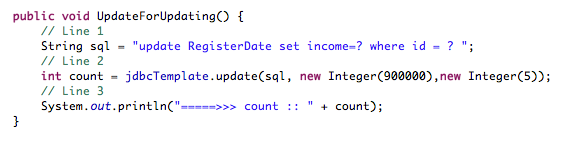 public void UpdateForUpdating() {
// Line 1
String sql = "update RegisterDate set income=? where id = ? ";
// Line 2
int count = jdbcTemplate.update(sql, new Integer(900000),new Integer(5));
// Line 3
System.out.println("=====>>> count :: " + count);
}